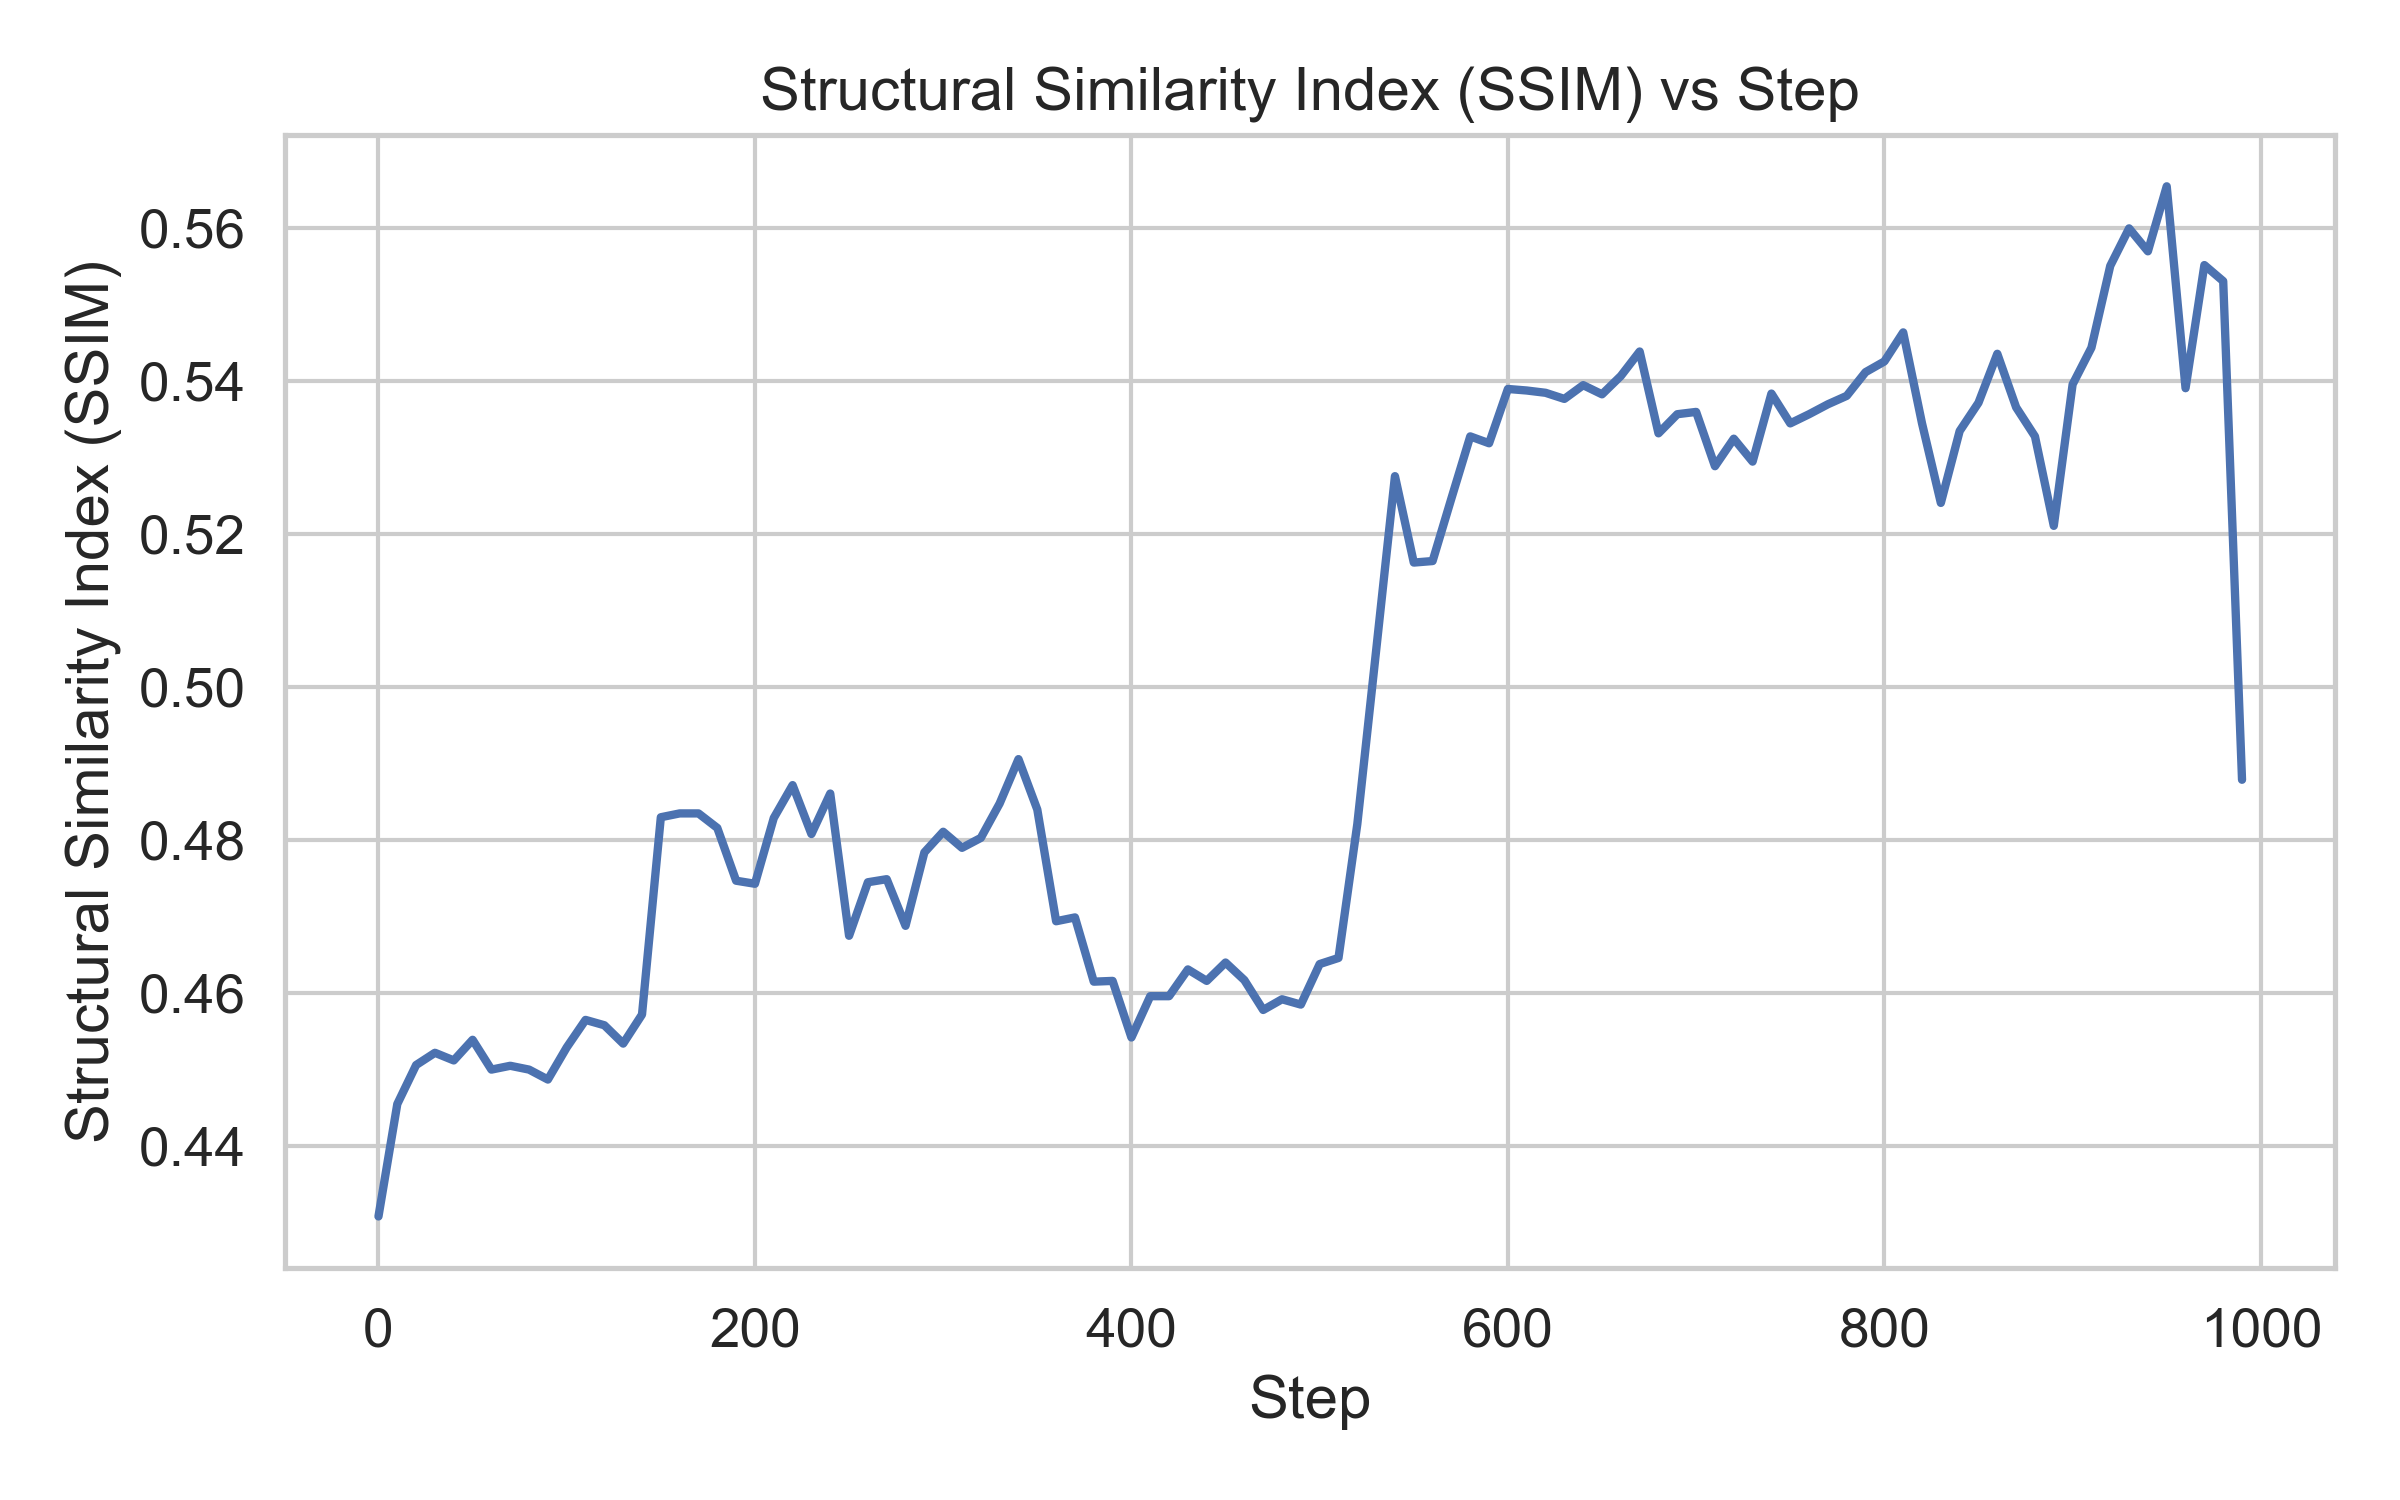 Structural Similarity Index (SSIM) vs Step
Structural Similarity Index (SSIM)
0.56
0.54
0.52
0.50
0.48
0.46
0.44
0 200 400 600 800 1000
Step